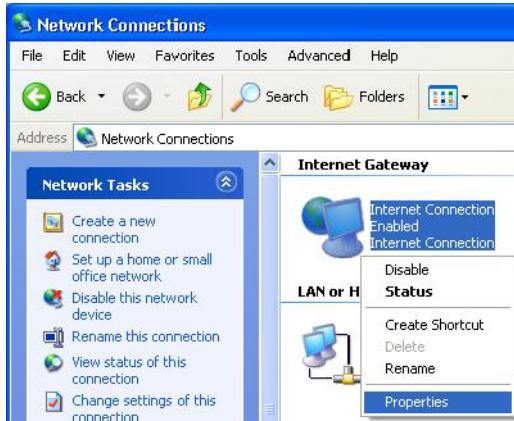 Network Connections
File Edit View Favorites Tools Advanced Help
Back Search Folders
Address Network Connections
Network Tasks
Create a new
connection
Set up a home or small
office network
Disable this network
device
Rename this connection
View status of this
connection
Change settings of this
connection
Internet Gateway
Internet Connection
Enabled
Internet Connection
LAN or H
Disable
Status
Create Shortcut
Delete
Rename
Properties